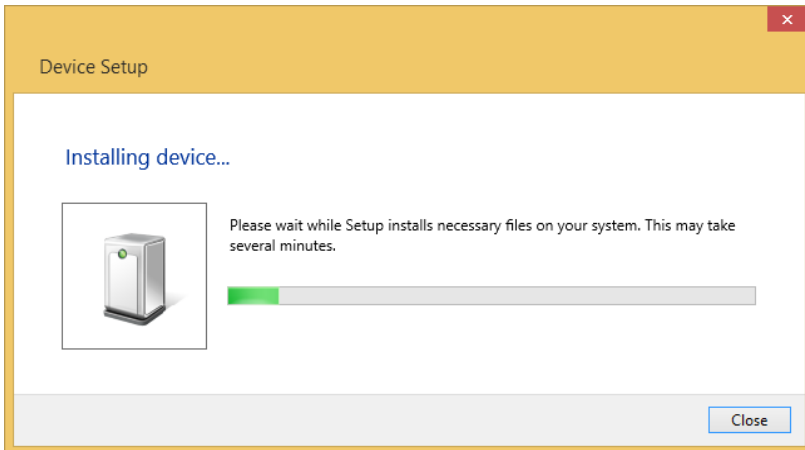 Device Setup
Installing device...
Please wait while Setup installs necessary files on your system. This may take
several minutes.
Close